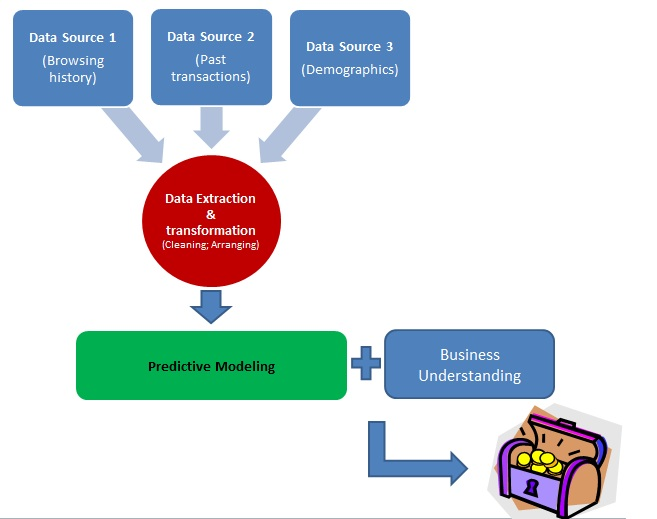 Data Source 1
(Browsing
history)
Data Source 2
(Past
transactions)
Data Source 3
(Demographics)
Data Extraction
&
transformation
(Cleaning; Arranging)
Predictive Modeling
Business
Understanding